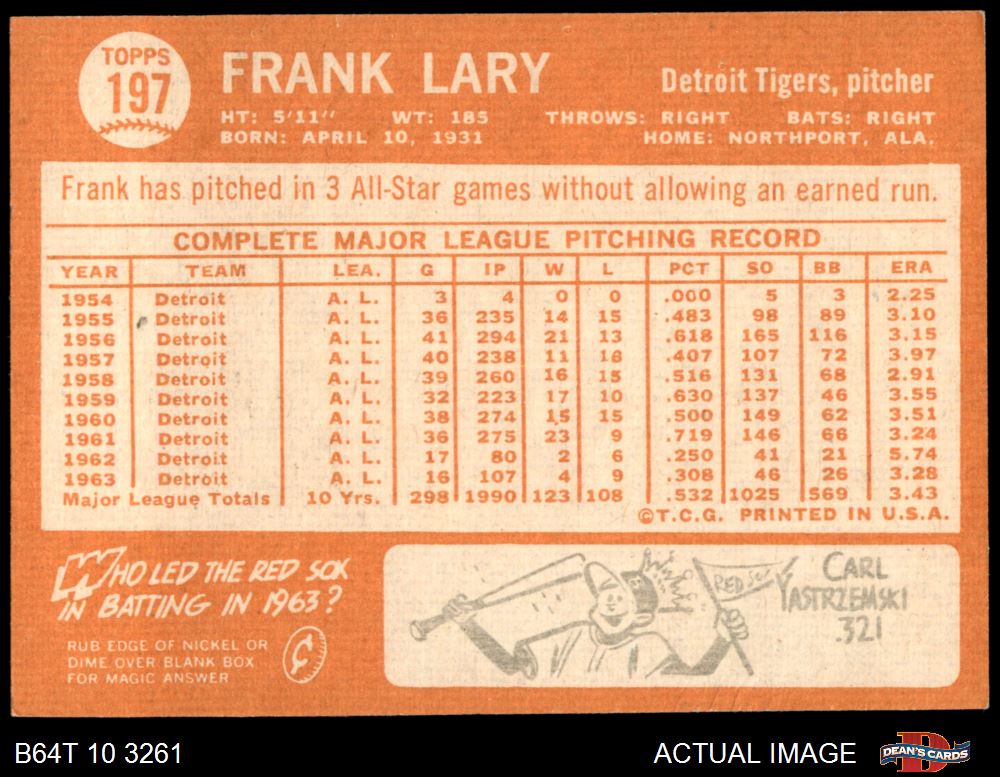 TOPPS
197
FRANK LARY
Detroit Tigers, pitcher
HT: 5'11" WT: 185 THROWS: RIGHT BATS: RIGHT
BORN: APRIL 10, 1931 HOME: NORTHPORT, ALA.
Frank has pitched in 3 All-Star games without allowing an earned run.
COMPLETE MAJOR LEAGUE PITCHING RECORD
YEAR TEAM LEA. G IP W L PCT SO BB ERA
1954 Detroit A. L. 3 4 0 0 .000 5 3 2.25
1955 Detroit A. L. 36 235 14 15 .483 98 89 3.10
1956 Detroit A. L. 41 294 21 13 .618 165 116 3.15
1957 Detroit A. L. 40 238 11 16 .407 107 72 3.97
1958 Detroit A. L. 39 260 16 15 .516 131 68 2.91
1959 Detroit A. L. 32 223 17 10 .630 137 46 3.55
1960 Detroit A. L. 38 274 15 15 .500 149 62 3.51
1961 Detroit A. L. 36 275 23 9 .719 146 66 3.24
1962 Detroit A. L. 17 80 2 6 .250 41 21 5.74
1963 Detroit A. L. 16 107 4 9 .308 46 26 3.28
Major League Totals 10 Yrs. 298 1990 123 108 .532 1025 569 3.43
©T.C.G. PRINTED IN U.S.A.
WHO LED THE RED SOX
IN BATTING IN 1963?
RUB EDGE OF NICKEL OR
DIME OVER BLANK BOX
FOR MAGIC ANSWER
¢
RED SOX
CARL
YASTRZEMSKI
.321
B64T 10 3261
ACTUAL IMAGE
D
DEAN'S CARDS